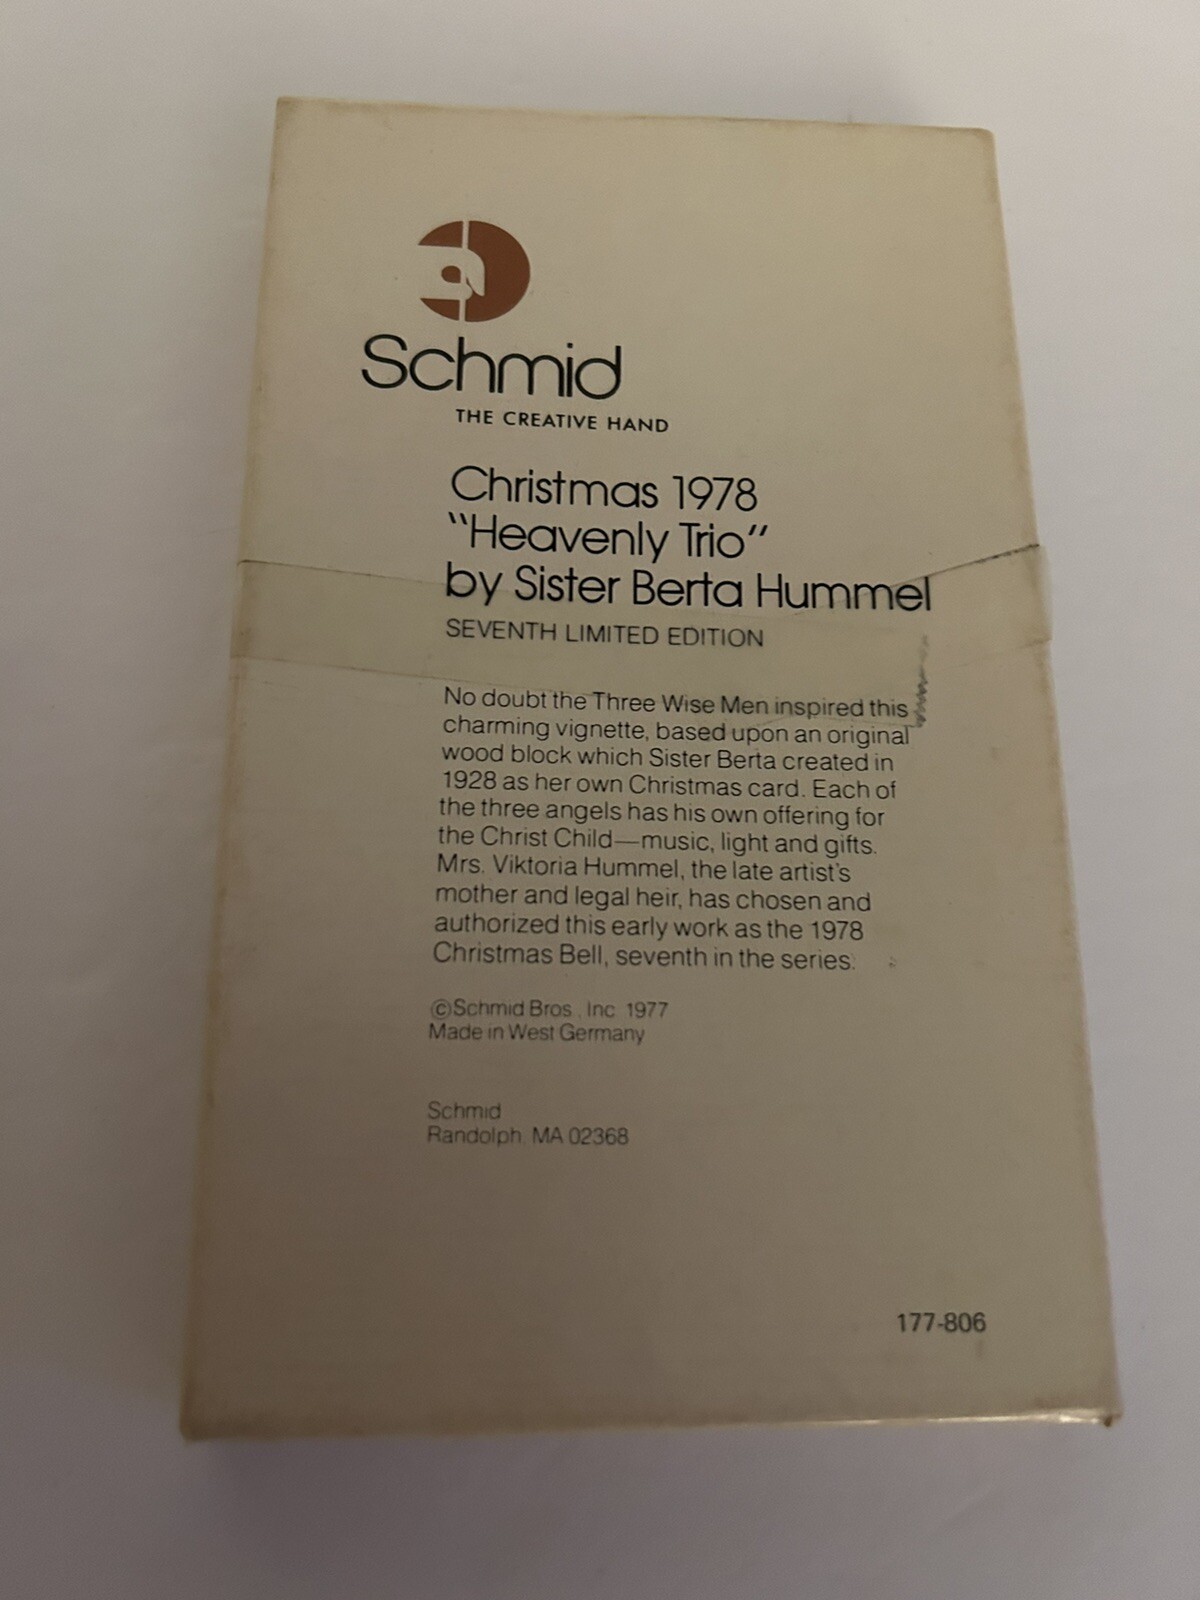 Schmid
THE CREATIVE HAND
Christmas 1978
"Heavenly Trio"
by Sister Berta Hummel
SEVENTH LIMITED EDITION
No doubt the Three Wise Men inspired this
charming vignette, based upon an original
wood block which Sister Berta created in
1928 as her own Christmas card. Each of
the three angels has his own offering for
the Christ Child—music, light and gifts.
Mrs. Viktoria Hummel, the late artist's
mother and legal heir, has chosen and
authorized this early work as the 1978
Christmas Bell, seventh in the series.
©Schmid Bros., Inc. 1977
Made in West Germany
Schmid
Randolph, MA 02368
177-806